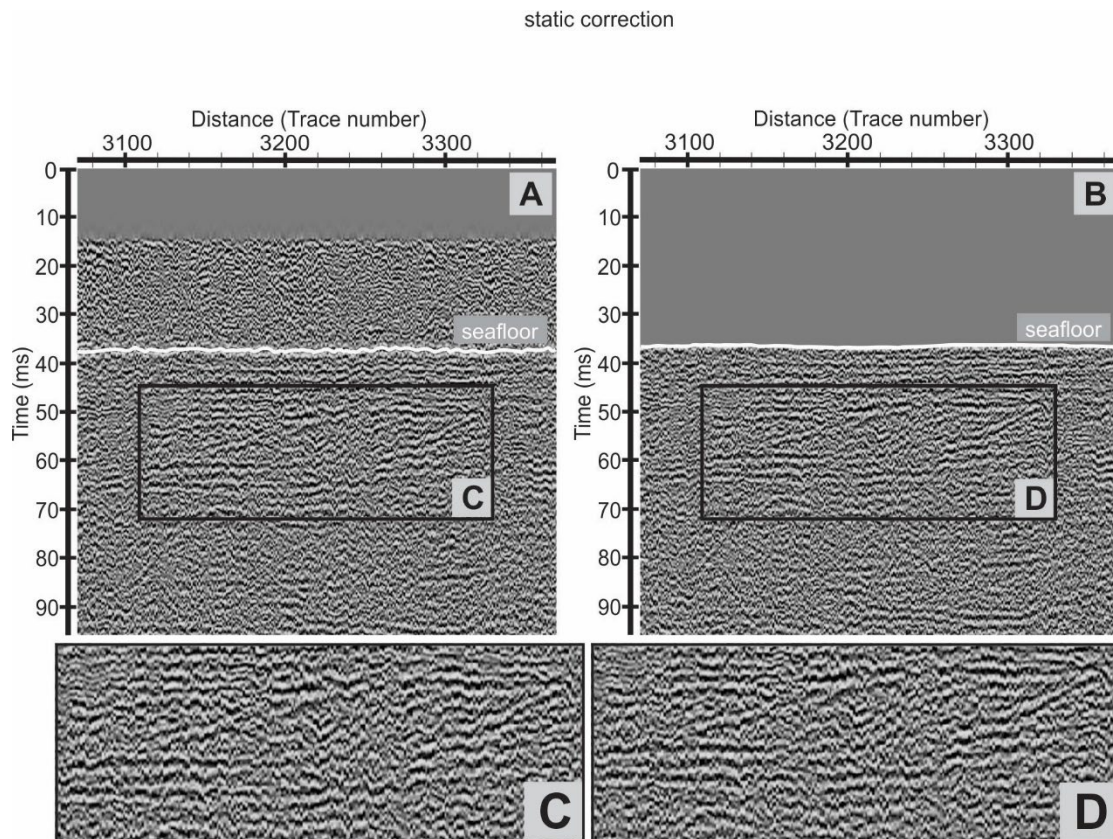 static correction
Distance (Trace number)
3100 3200 3300
0
10
20
30
40
50
60
70
80
90
Time (ms)
A
seafloor
C
Distance (Trace number)
3100 3200 3300
0
10
20
30
40
50
60
70
80
90
Time (ms)
B
seafloor
D
C
D